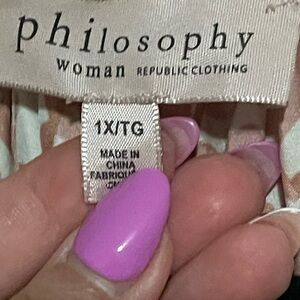 philosophy
woman REPUBLIC CLOTHING
1X/TG
MADE IN
CHINA